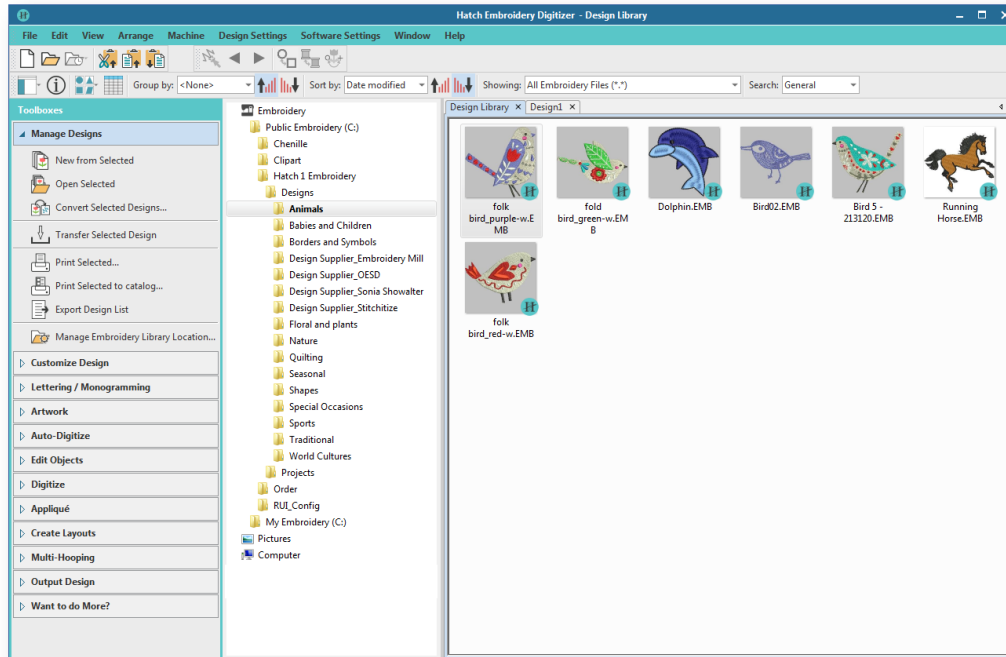 Hatch Embroidery Digitizer - Design Library
File Edit View Arrange Machine Design Settings Software Settings Window Help
Group by: <None> Sort by: Date modified Showing: All Embroidery Files (*.*) Search: General
Toolboxes
Manage Designs
New from Selected
Open Selected
Convert Selected Designs...
Transfer Selected Design
Print Selected...
Print Selected to catalog...
Export Design List
Manage Embroidery Library Location...
Customize Design
Lettering / Monogramming
Artwork
Auto-Digitize
Edit Objects
Digitize
Appliqué
Create Layouts
Multi-Hooping
Output Design
Want to do More?
Embroidery
Public Embroidery (C:)
Chenille
Clipart
Hatch 1 Embroidery
Designs
Animals
Babies and Children
Borders and Symbols
Design Supplier_Embroidery Mill
Design Supplier_OESD
Design Supplier_Sonia Showalter
Design Supplier_Stitchitize
Floral and plants
Nature
Quilting
Seasonal
Shapes
Special Occasions
Sports
Traditional
World Cultures
Projects
Order
RUI_Config
My Embroidery (C:)
Pictures
Computer
Design Library Design1
folk
bird_purple-w.E
MB
fold
bird_green-w.EM
B
Dolphin.EMB
Bird02.EMB
Bird 5 -
213120.EMB
Running
Horse.EMB
folk
bird_red-w.EMB